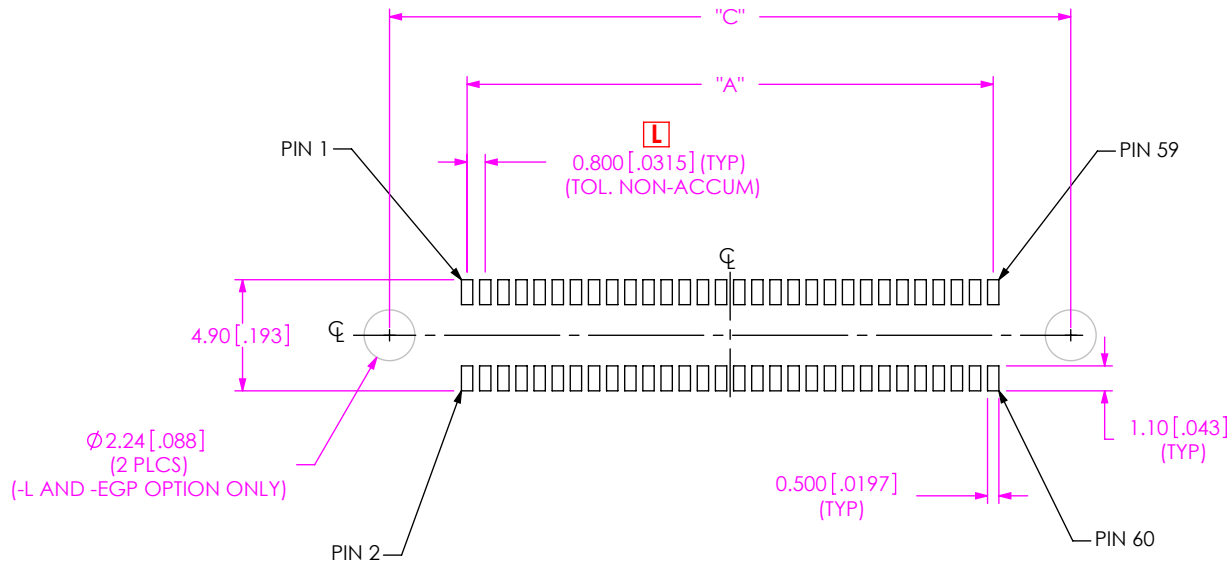 "C"
"A"
L
PIN 1
0.800 [.0315] (TYP)
(TOL. NON-ACCUM)
PIN 59
℄
4.90 [.193]
℄
Ø 2.24 [.088]
(2 PLCS)
(-L AND -EGP OPTION ONLY)
1.10 [.043]
(TYP)
0.500 [.0197]
(TYP)
PIN 2
PIN 60